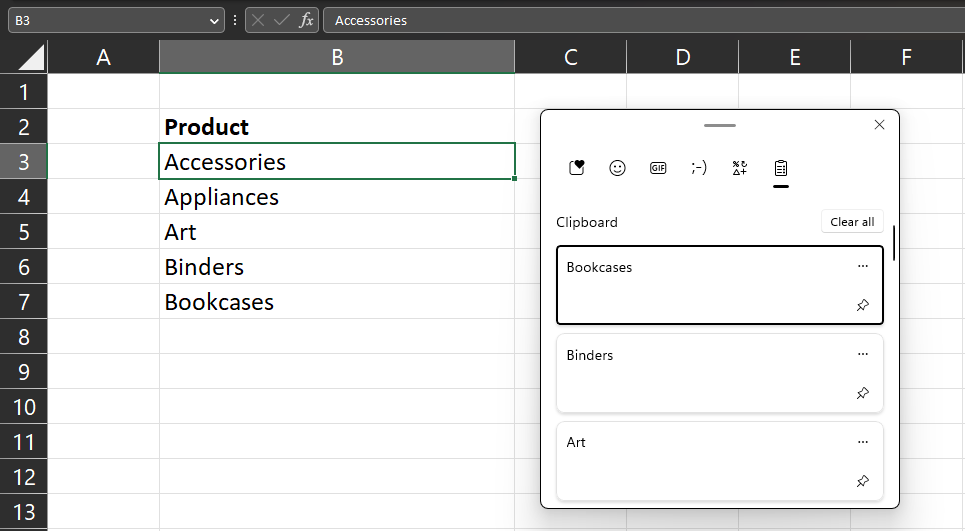 B3 fx Accessories
A B C D E F
1
2 Product
3 Accessories
4 Appliances
5 Art
6 Binders
7 Bookcases
8
9
10
11
12
13
GIF ;-)
Clipboard Clear all
Bookcases
Binders
Art